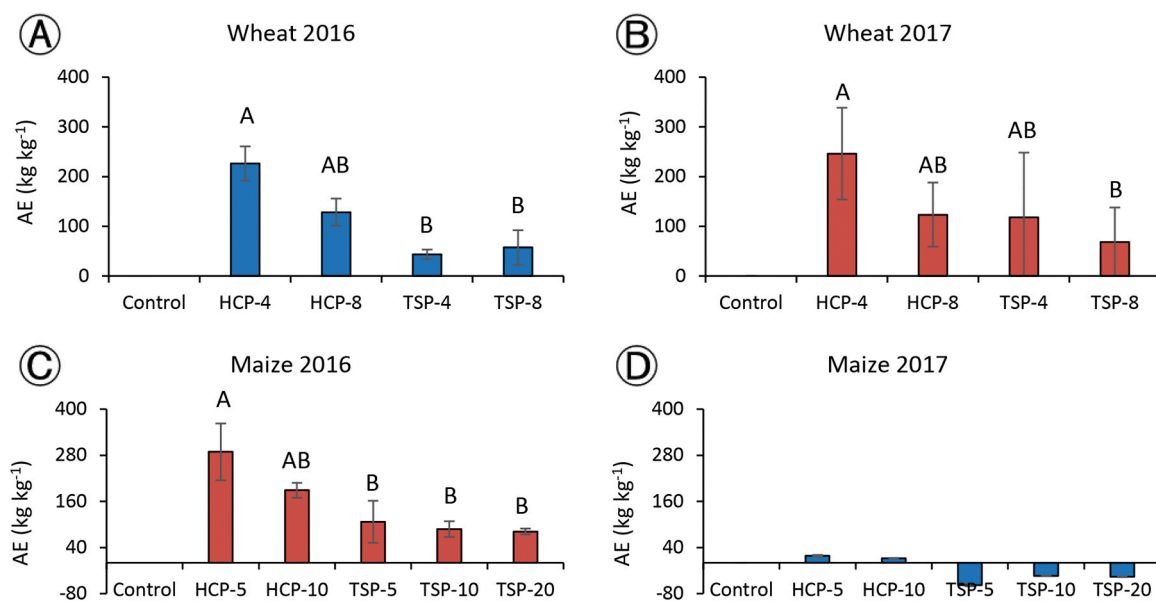 A
Wheat 2016
AE (kg kg⁻¹)
400
300
200
100
0
A
AB
B
B
Control HCP-4 HCP-8 TSP-4 TSP-8
B
Wheat 2017
AE (kg kg⁻¹)
400
300
200
100
0
A
AB
AB
B
Control HCP-4 HCP-8 TSP-4 TSP-8
C
Maize 2016
AE (kg kg⁻¹)
400
280
160
40
-80
A
AB
B
B
B
Control HCP-5 HCP-10 TSP-5 TSP-10 TSP-20
D
Maize 2017
AE (kg kg⁻¹)
400
280
160
40
-80
Control HCP-5 HCP-10 TSP-5 TSP-10 TSP-20